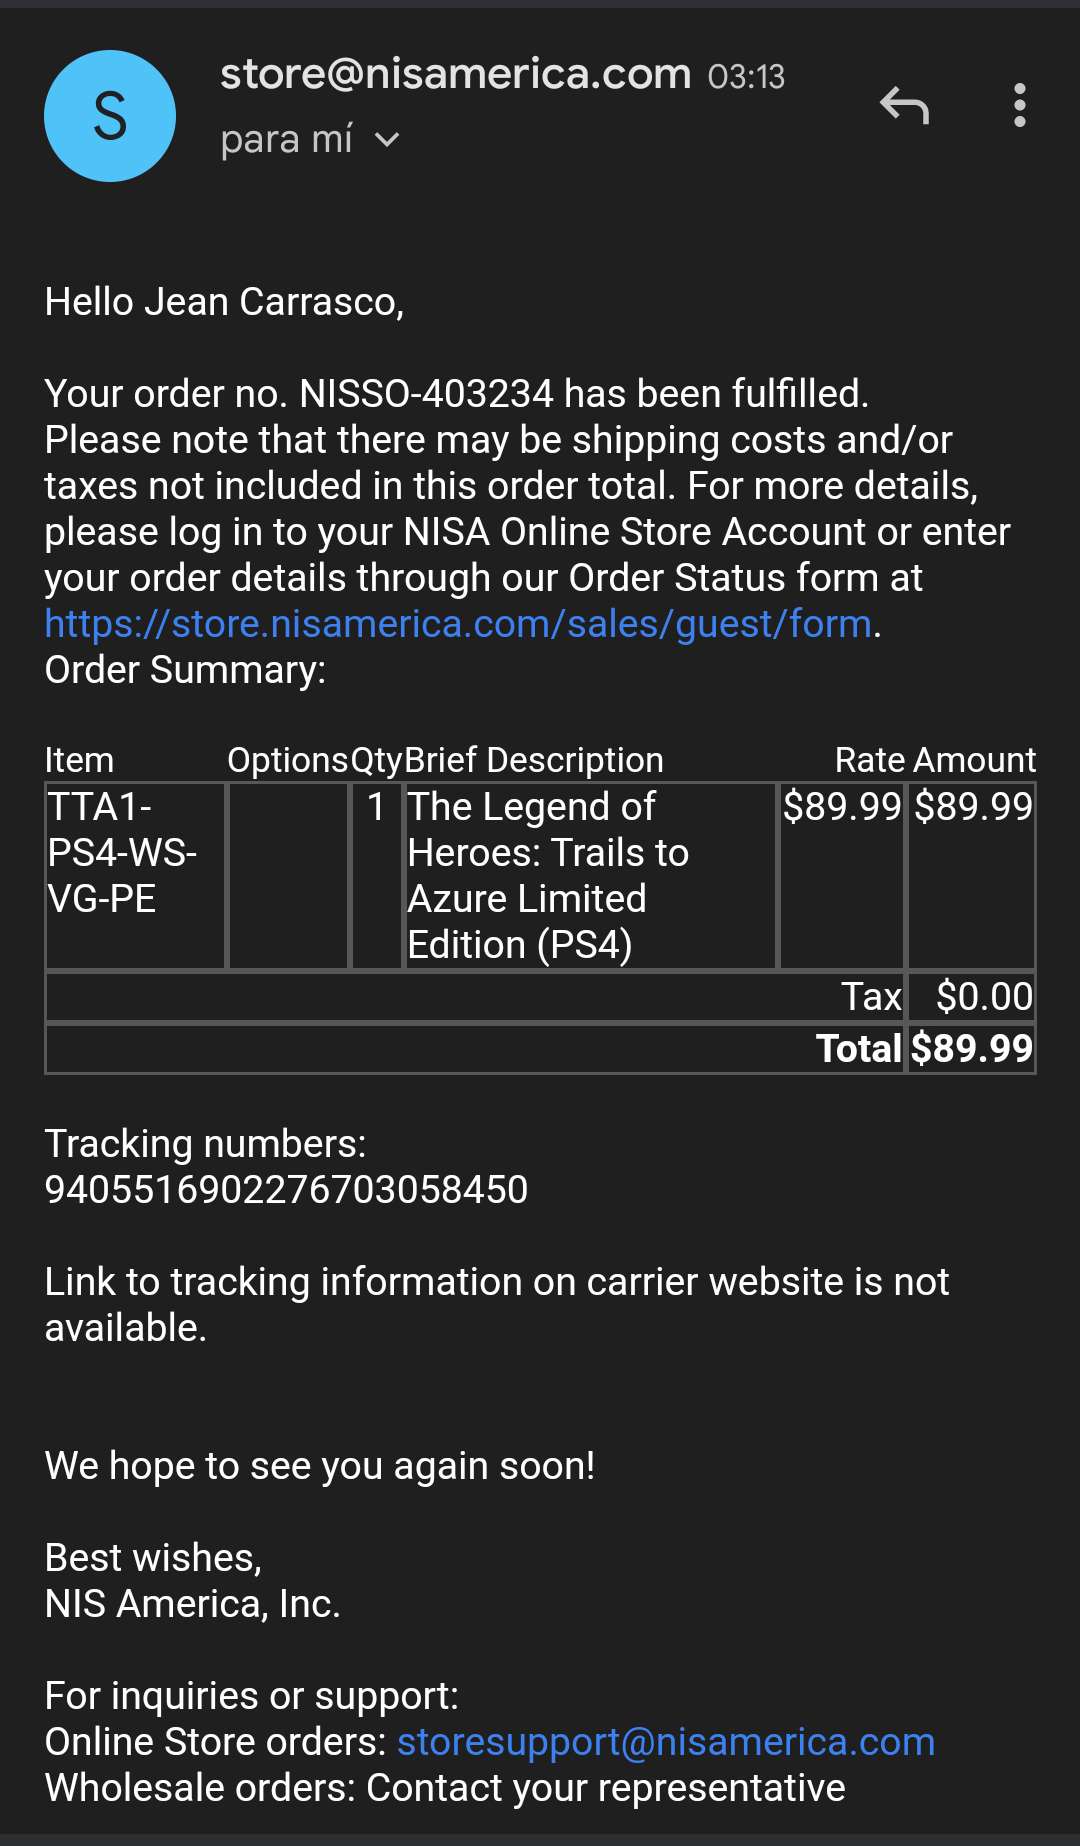 S
store@nisamerica.com 03:13
para mí
Hello Jean Carrasco,
Your order no. NISSO-403234 has been fulfilled.
Please note that there may be shipping costs and/or
taxes not included in this order total. For more details,
please log in to your NISA Online Store Account or enter
your order details through our Order Status form at
https://store.nisamerica.com/sales/guest/form.
Order Summary:
Item Options Qty Brief Description Rate Amount
TTA1- 1 The Legend of $89.99 $89.99
PS4-WS- Heroes: Trails to
VG-PE Azure Limited
Edition (PS4)
Tax $0.00
Total $89.99
Tracking numbers:
9405516902276703058450
Link to tracking information on carrier website is not
available.
We hope to see you again soon!
Best wishes,
NIS America, Inc.
For inquiries or support:
Online Store orders: storesupport@nisamerica.com
Wholesale orders: Contact your representative